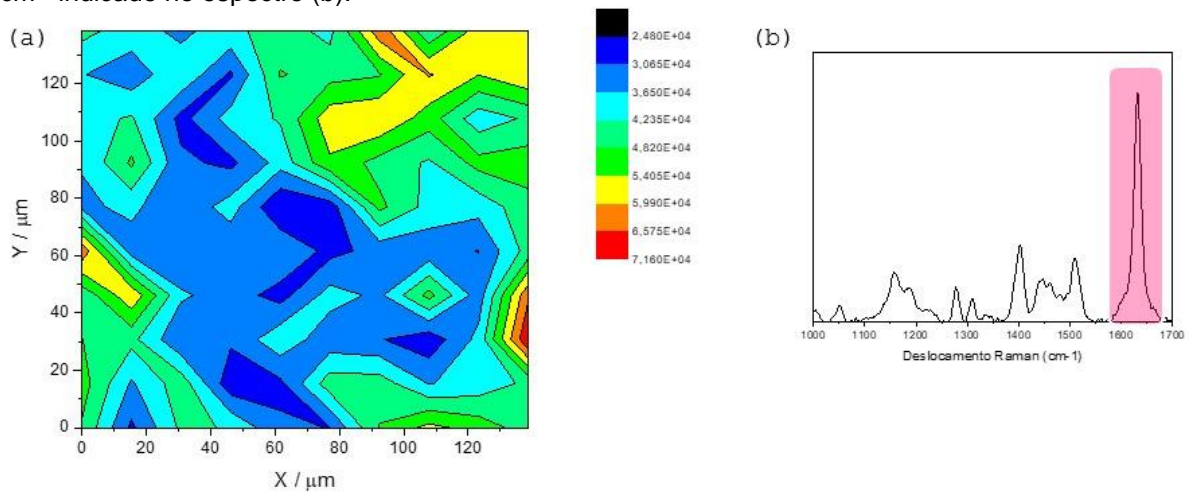 cm⁻¹ indicado no espectro (b).
(a)
120
100
80
60
40
20
0
Y / μm
0 20 40 60 80 100 120
X / μm
2,480E+04
3,065E+04
3,650E+04
4,235E+04
4,820E+04
5,405E+04
5,990E+04
6,575E+04
7,160E+04
(b)
1000 1100 1200 1300 1400 1500 1600 1700
Deslocamento Raman (cm-1)